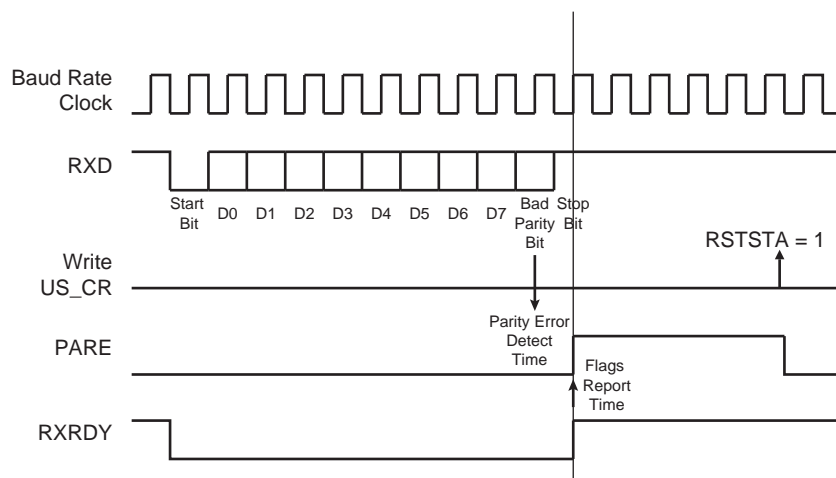 Baud Rate
Clock
RXD
Start
Bit
D0 D1 D2 D3 D4 D5 D6 D7
Bad
Parity
Bit
Stop
Bit
Write
US_CR
RSTSTA = 1
Parity Error
Detect
Time
PARE
Flags
Report
Time
RXRDY